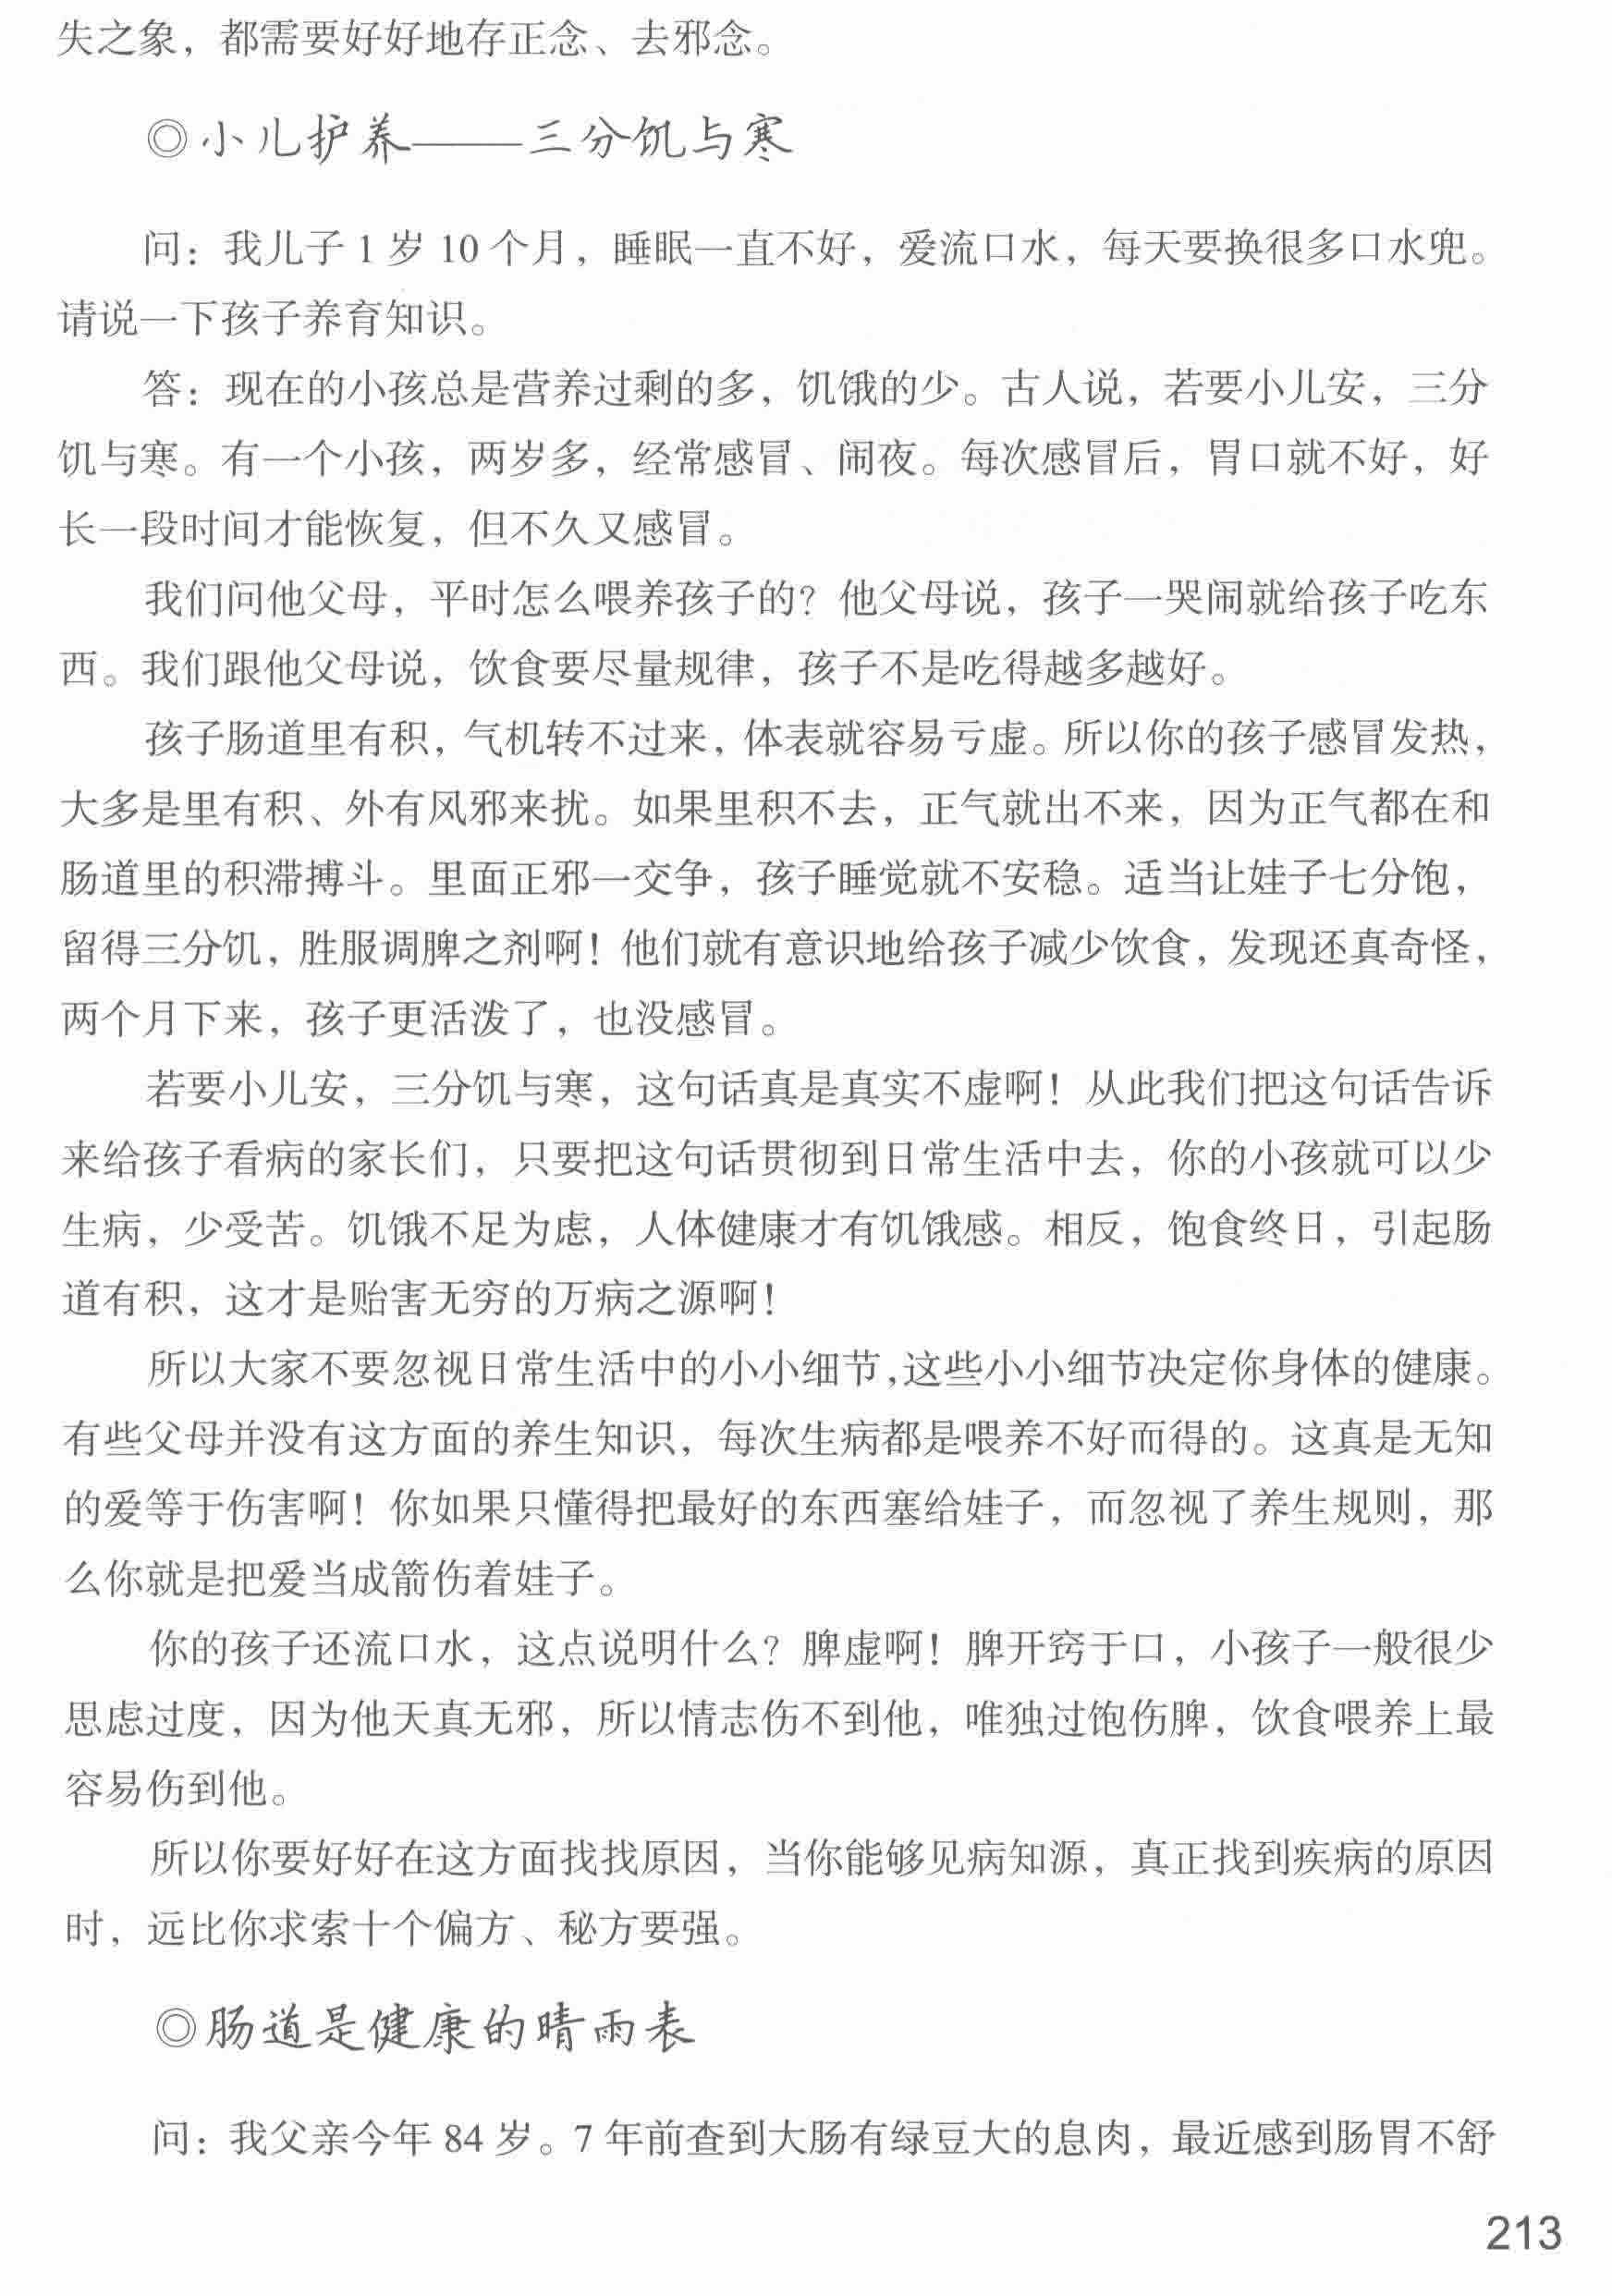 失之象，都需要好好地存正念、去邪念。
◎小儿护养——三分饥与寒
问：我儿子 1 岁 10 个月，睡眠一直不好，爱流口水，每天要换很多口水兜。
请说一下孩子养育知识。
答：现在的小孩总是营养过剩的多，饥饿的少。古人说，若要小儿安，三分
饥与寒。有一个小孩，两岁多，经常感冒、闹夜。每次感冒后，胃口就不好，好
长一段时间才能恢复，但不久又感冒。
我们问他父母，平时怎么喂养孩子的？他父母说，孩子一哭闹就给孩子吃东
西。我们跟他父母说，饮食要尽量规律，孩子不是吃得越多越好。
孩子肠道里有积，气机转不过来，体表就容易亏虚。所以你的孩子感冒发热，
大多是里有积、外有风邪来扰。如果里积不去，正气就出不来，因为正气都在和
肠道里的积滞搏斗。里面正邪一交争，孩子睡觉就不安稳。适当让娃子七分饱，
留得三分饥，胜服调脾之剂啊！他们就有意识地给孩子减少饮食，发现还真奇怪，
两个月下来，孩子更活泼了，也没感冒。
若要小儿安，三分饥与寒，这句话真是真实不虚啊！从此我们把这句话告诉
来给孩子看病的家长们，只要把这句话贯彻到日常生活中去，你的小孩就可以少
生病，少受苦。饥饿不足为虑，人体健康才有饥饿感。相反，饱食终日，引起肠
道有积，这才是贻害无穷的万病之源啊！
所以大家不要忽视日常生活中的小小细节，这些小小细节决定你身体的健康。
有些父母并没有这方面的养生知识，每次生病都是喂养不好而得的。这真是无知
的爱等于伤害啊！你如果只懂得把最好的东西塞给娃子，而忽视了养生规则，那
么你就是把爱当成箭伤着娃子。
你的孩子还流口水，这点说明什么？脾虚啊！脾开窍于口，小孩子一般很少
思虑过度，因为他天真无邪，所以情志伤不到他，唯独过饱伤脾，饮食喂养上最
容易伤到他。
所以你要好好在这方面找找原因，当你能够见病知源，真正找到疾病的原因
时，远比你求索十个偏方、秘方要强。
◎肠道是健康的晴雨表
问：我父亲今年 84 岁。7 年前查到大肠有绿豆大的息肉，最近感到肠胃不舒
213